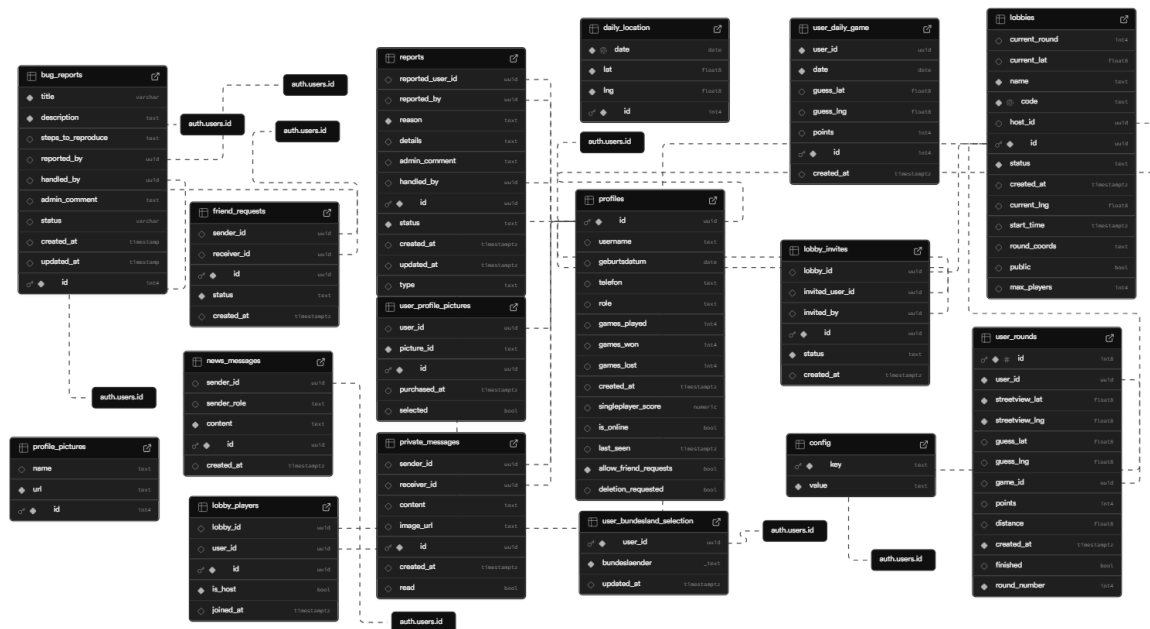 bug_reports
title varchar
description text
steps_to_reproduce text
reported_by uuid
handled_by uuid
admin_comment text
status varchar
created_at timestamp
updated_at timestamp
id int4
auth.users.id
auth.users.id
auth.users.id
friend_requests
sender_id uuid
receiver_id uuid
id uuid
status text
created_at timestamptz
news_messages
sender_id uuid
sender_role text
content text
id uuid
created_at timestamptz
auth.users.id
profile_pictures
name text
url text
id int4
lobby_players
lobby_id uuid
user_id uuid
id uuid
is_host bool
joined_at timestamptz
reports
reported_user_id uuid
reported_by uuid
reason text
details text
admin_comment text
handled_by uuid
id uuid
status text
created_at timestamptz
updated_at timestamptz
type text
user_profile_pictures
user_id uuid
picture_id text
id uuid
purchased_at timestamptz
selected bool
private_messages
sender_id uuid
receiver_id uuid
content text
image_url text
id uuid
created_at timestamptz
read bool
auth.users.id
daily_location
date date
lat float8
lng float8
id int4
auth.users.id
profiles
id uuid
username text
geburtsdatum date
telefon text
role text
games_played int4
games_won int4
games_lost int4
created_at timestamptz
singleplayer_score numeric
is_online bool
last_seen timestamptz
allow_friend_requests bool
deletion_requested bool
user_bundesland_selection
user_id uuid
bundeslaender _text
updated_at timestamptz
auth.users.id
user_daily_game
user_id uuid
date date
guess_lat float8
guess_lng float8
points int4
id int4
created_at timestamptz
lobby_invites
lobby_id uuid
invited_user_id uuid
invited_by uuid
id uuid
status text
created_at timestamptz
config
key text
value text
auth.users.id
lobbies
current_round int4
current_lat float8
name text
code text
host_id uuid
id uuid
status text
created_at timestamptz
current_lng float8
start_time timestamptz
round_coords text
public bool
max_players int4
user_rounds
id int8
user_id uuid
streetview_lat float8
streetview_lng float8
guess_lat float8
guess_lng float8
game_id uuid
points int4
distance float8
created_at timestamptz
finished bool
round_number int4